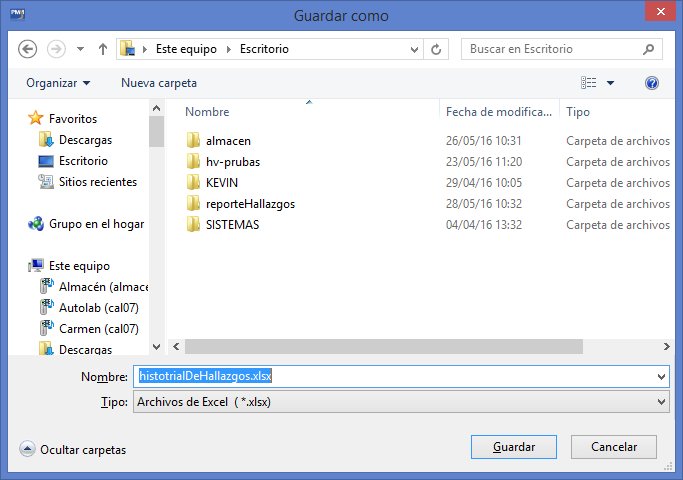 PM
Guardar como
Este equipo Escritorio
Buscar en Escritorio
Organizar Nueva carpeta
Favoritos
Descargas
Escritorio
Sitios recientes
Grupo en el hogar
Este equipo
Almacén (almace
Autolab (cal07)
Carmen (cal07)
Descargas
Nombre Fecha de modifica... Tipo
almacen 26/05/16 10:31 Carpeta de archivos
hv-prubas 23/05/16 11:20 Carpeta de archivos
KEVIN 29/04/16 10:05 Carpeta de archivos
reporteHallazgos 28/05/16 10:32 Carpeta de archivos
SISTEMAS 04/04/16 13:32 Carpeta de archivos
Nombre: histotrialDeHallazgos.xlsx
Tipo: Archivos de Excel ( *.xlsx)
Ocultar carpetas
Guardar Cancelar